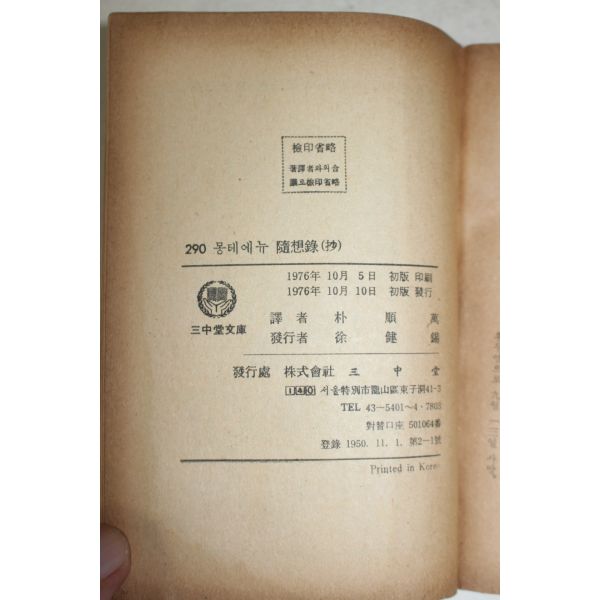 略省印檢
著譯者와의合
議로檢印省略
290 몽테에뉴 隨想錄(抄)
1976年 10月 5日 初版 印刷
1976年 10月 10日 初版 發行
三中堂文庫
譯者 朴順萬
發行者 徐健錫
發行處 株式會社 三中堂
140 서울特別市龍山區東子洞41-3
TEL 43-5401~4·7803
對替口座 501064番
登錄 1950. 11. 1. 第2-1號
Printed in Korea